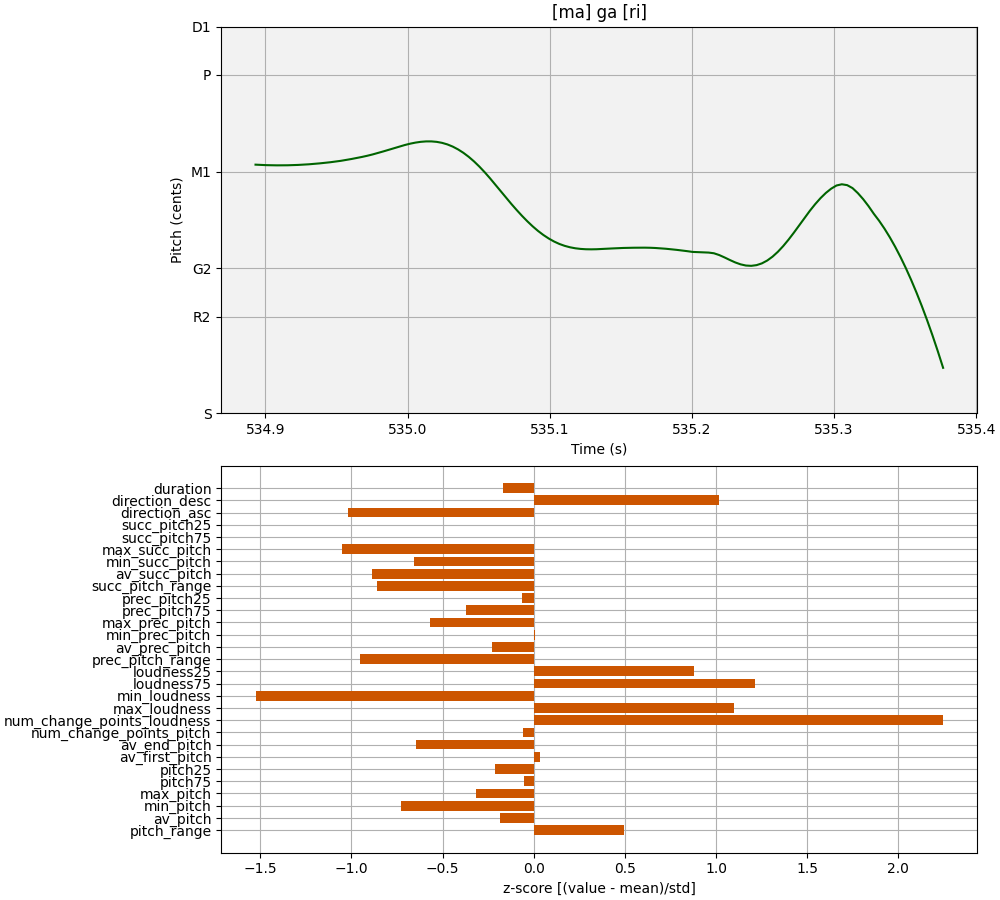 [ma] ga [ri]
D1
P
M1
G2
R2
S
Pitch (cents)
534.9 535.0 535.1 535.2 535.3 535.4
Time (s)
duration
direction_desc
direction_asc
succ_pitch25
succ_pitch75
max_succ_pitch
min_succ_pitch
av_succ_pitch
succ_pitch_range
prec_pitch25
prec_pitch75
max_prec_pitch
min_prec_pitch
av_prec_pitch
prec_pitch_range
loudness25
loudness75
min_loudness
max_loudness
num_change_points_loudness
num_change_points_pitch
av_end_pitch
av_first_pitch
pitch25
pitch75
max_pitch
min_pitch
av_pitch
pitch_range
−1.5 −1.0 −0.5 0.0 0.5 1.0 1.5 2.0
z-score [(value - mean)/std]